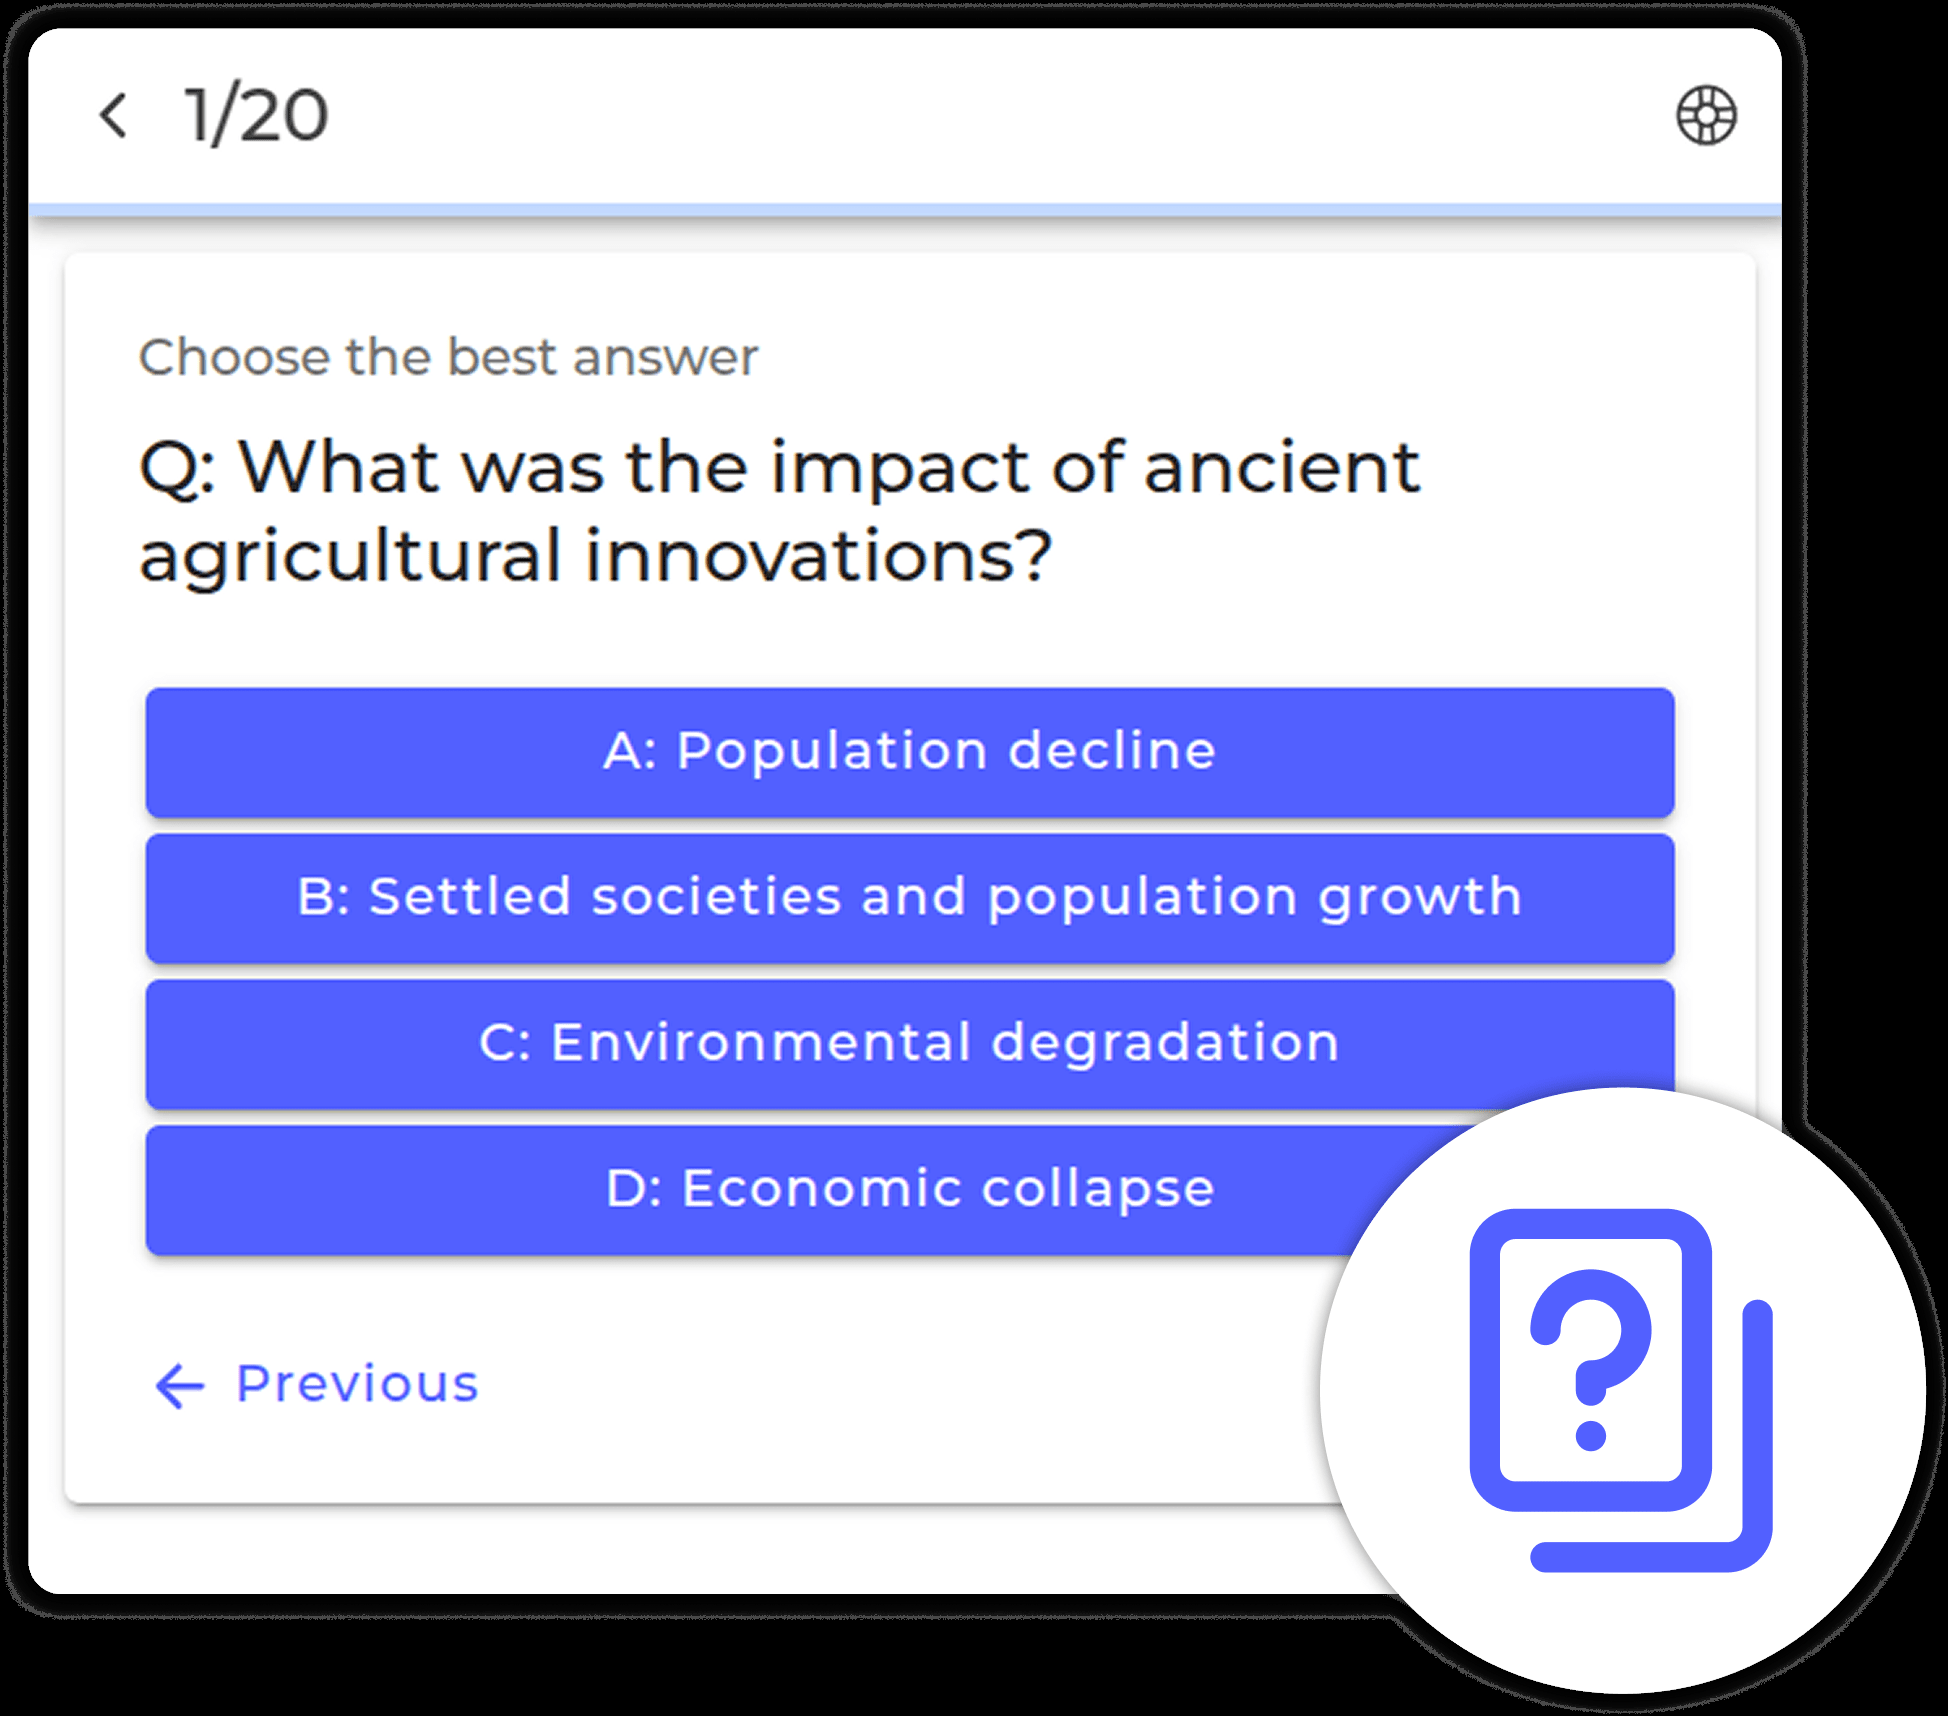 1/20
Choose the best answer
Q: What was the impact of ancient
agricultural innovations?
A: Population decline
B: Settled societies and population growth
C: Environmental degradation
D: Economic collapse
Previous
?